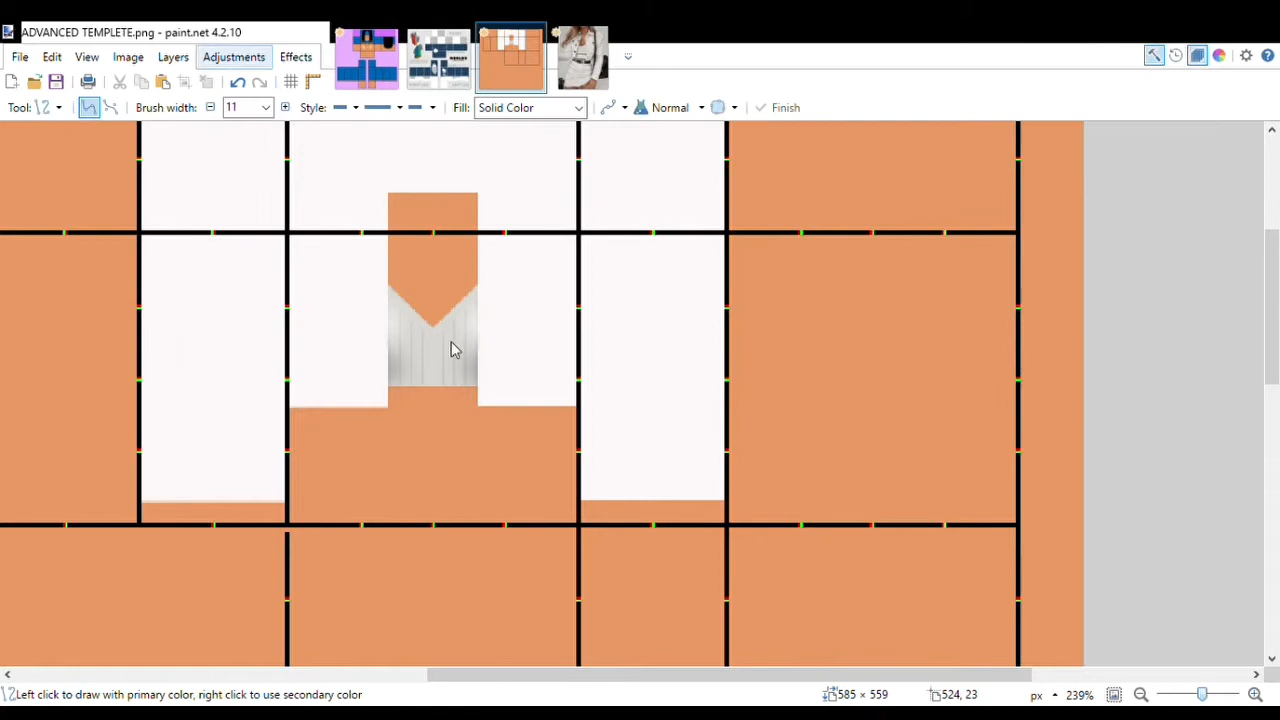 ADVANCED TEMPLETE.png - paint.net 4.2.10
File Edit View Image Layers Adjustments Effects
Tool: Brush width: 11 Style: Fill: Solid Color Normal Finish
Left click to draw with primary color, right click to use secondary color 585 × 559 524, 23 px 239%